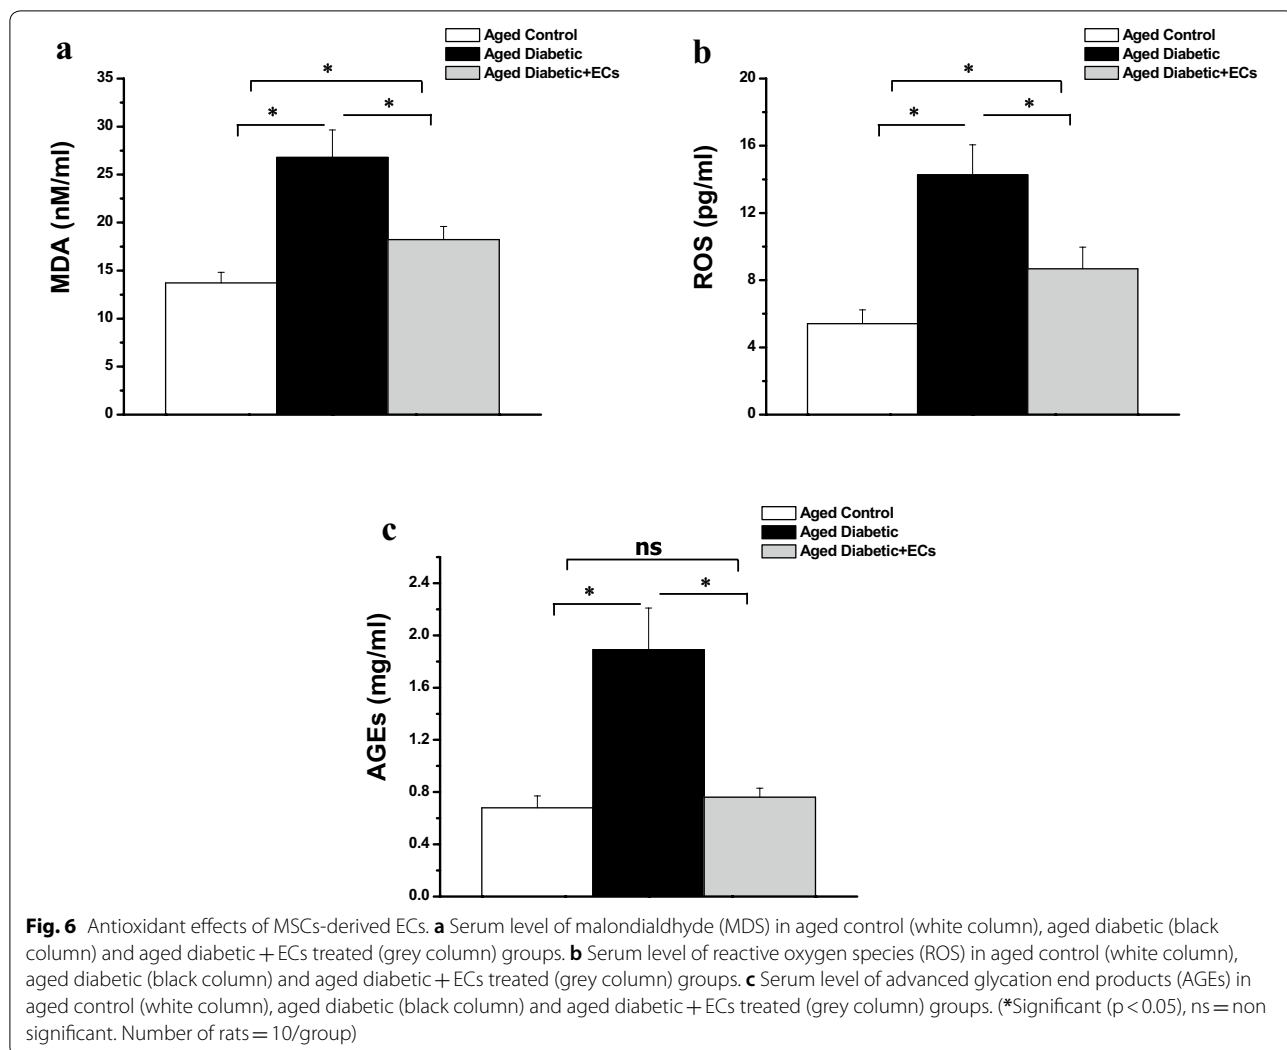 a
Aged Control
Aged Diabetic
Aged Diabetic+ECs
*
*
*
MDA (nM/ml)
35
30
25
20
15
10
5
0
b
Aged Control
Aged Diabetic
Aged Diabetic+ECs
*
*
*
ROS (pg/ml)
20
16
12
8
4
0
c
Aged Control
Aged Diabetic
Aged Diabetic+ECs
ns
*
*
AGEs (mg/ml)
2.4
2.0
1.6
1.2
0.8
0.4
0.0
Fig. 6 Antioxidant effects of MSCs-derived ECs. a Serum level of malondialdhyde (MDS) in aged control (white column), aged diabetic (black
column) and aged diabetic + ECs treated (grey column) groups. b Serum level of reactive oxygen species (ROS) in aged control (white column),
aged diabetic (black column) and aged diabetic + ECs treated (grey column) groups. c Serum level of advanced glycation end products (AGEs) in
aged control (white column), aged diabetic (black column) and aged diabetic + ECs treated (grey column) groups. (*Significant (p < 0.05), ns = non
significant. Number of rats = 10/group)